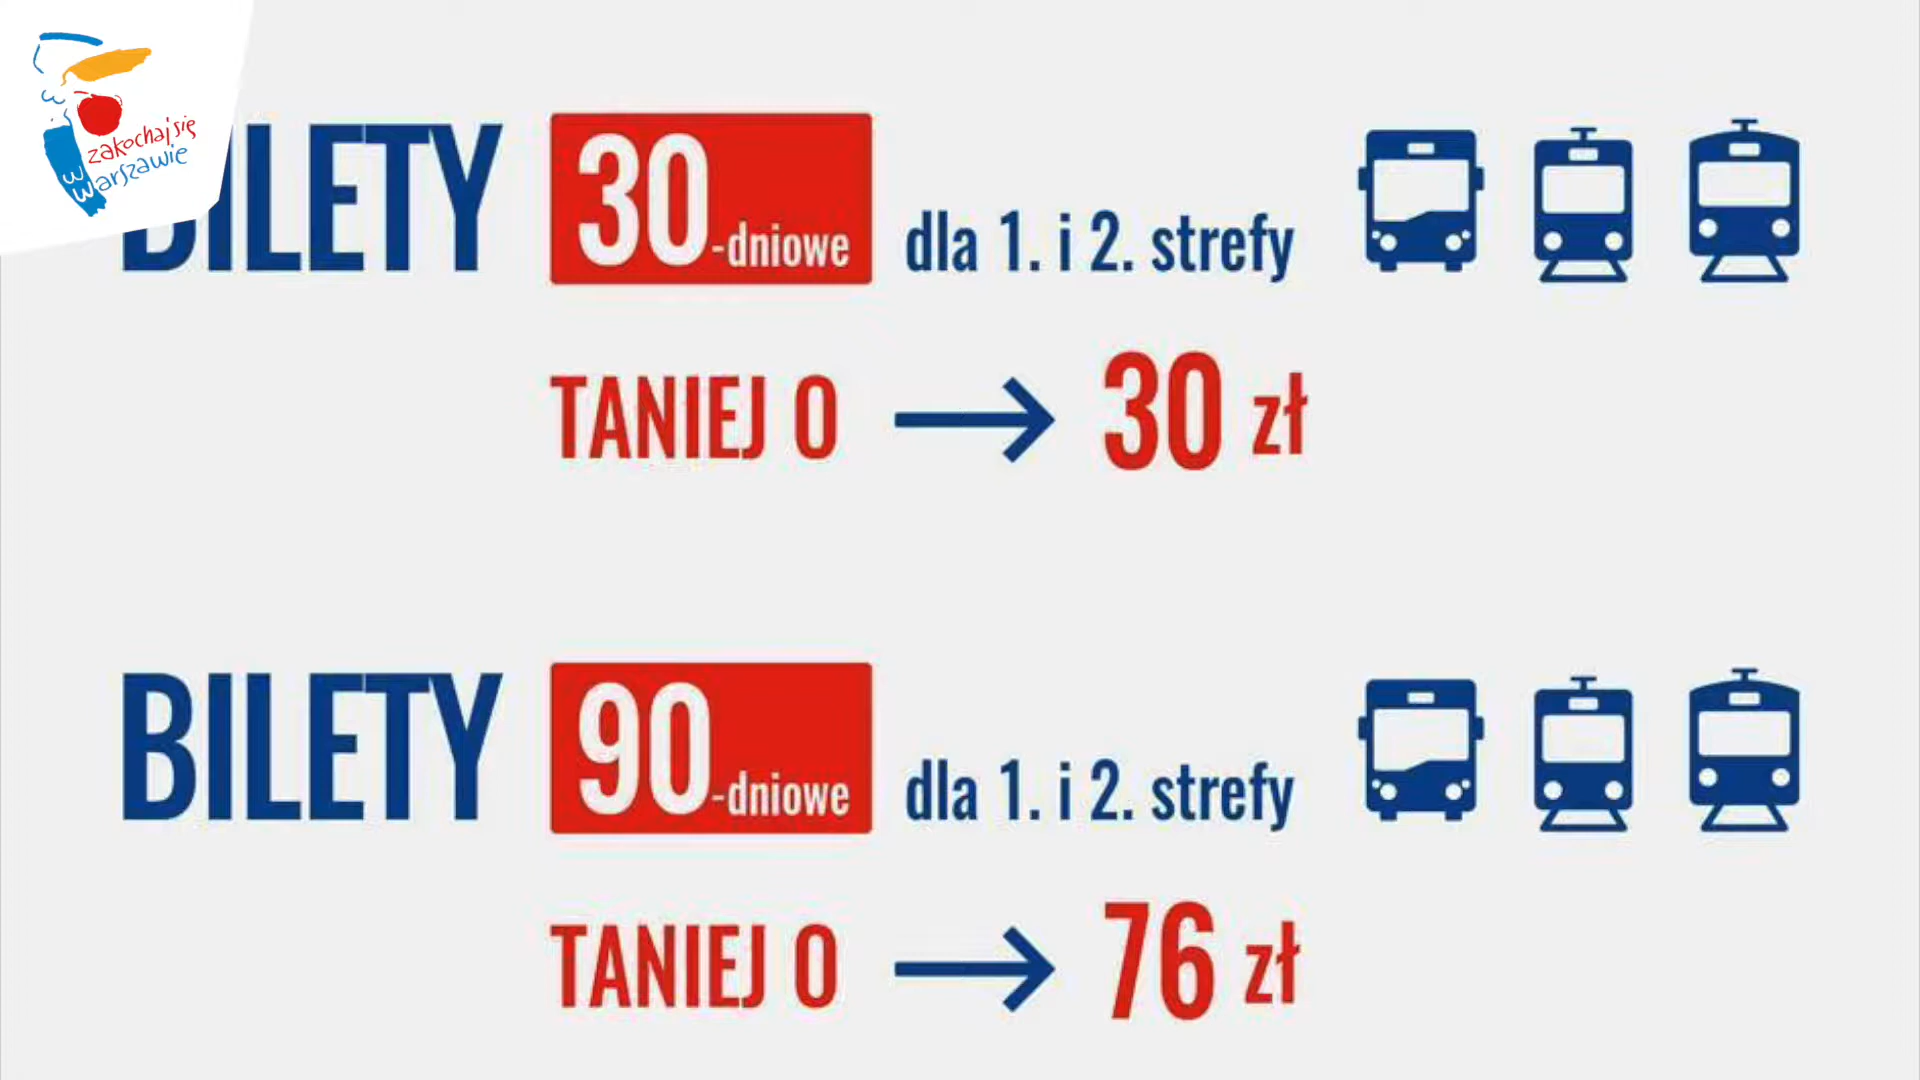 zakochaj się
w Warszawie
BILETY 30-dniowe dla 1. i 2. strefy
TANIEJ O → 30 zł
BILETY 90-dniowe dla 1. i 2. strefy
TANIEJ O → 76 zł